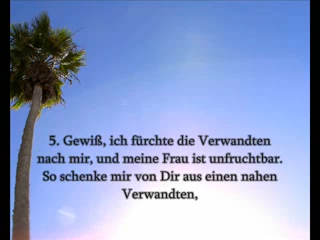 5. Gewiß, ich fürchte die Verwandten
nach mir, und meine Frau ist unfruchtbar.
So schenke mir von Dir aus einen nahen
Verwandten,